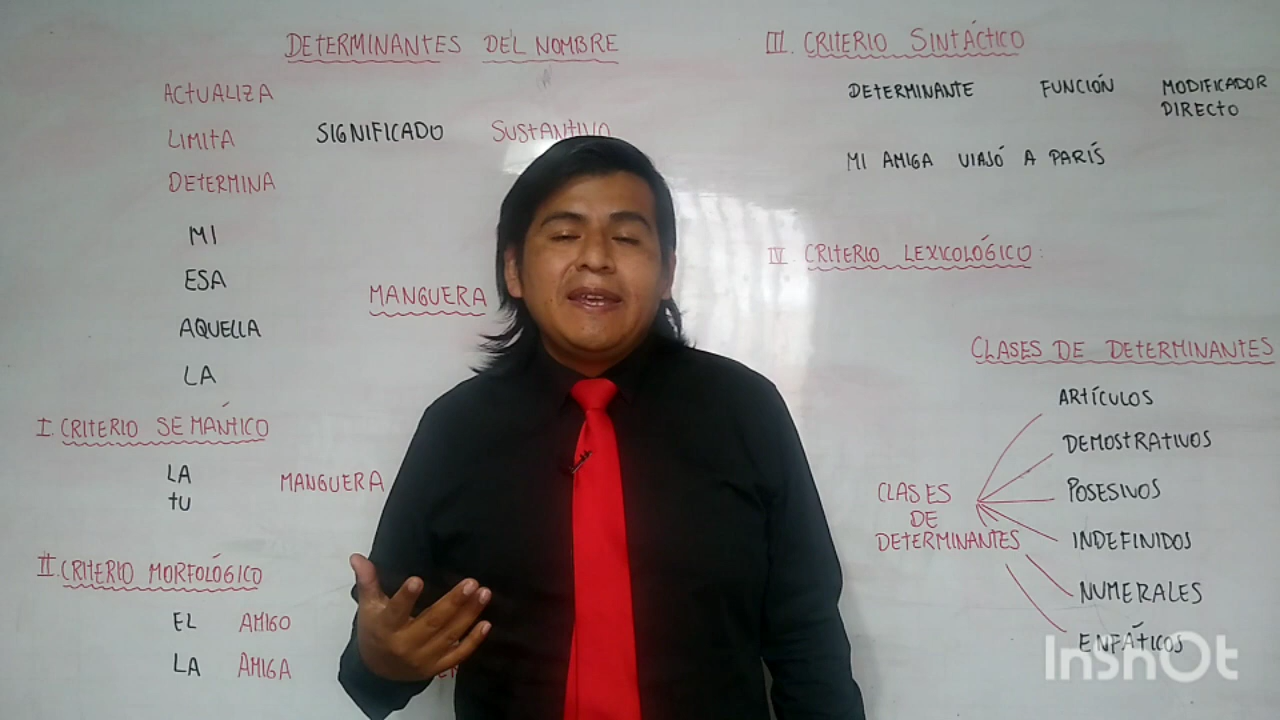 DETERMINANTES DEL NOMBRE
ACTUALIZA
LIMITA SIGNIFICADO SUSTANTIVO
DETERMINA
MI
ESA
MANGUERA
AQUELLA
LA
I. CRITERIO SEMÁNTICO
LA
MANGUERA
TU
II. CRITERIO MORFOLÓGICO
EL AMIGO
LA AMIGA
III. CRITERIO SINTÁCTICO
DETERMINANTE FUNCIÓN MODIFICADOR
DIRECTO
MI AMIGA VIAJÓ A PARÍS
IV. CRITERIO LEXICOLÓGICO:
CLASES DE DETERMINANTES
CLASES
DE
DETERMINANTES
ARTÍCULOS
DEMOSTRATIVOS
POSESIVOS
INDEFINIDOS
NUMERALES
ENFÁTICOS
InShOt